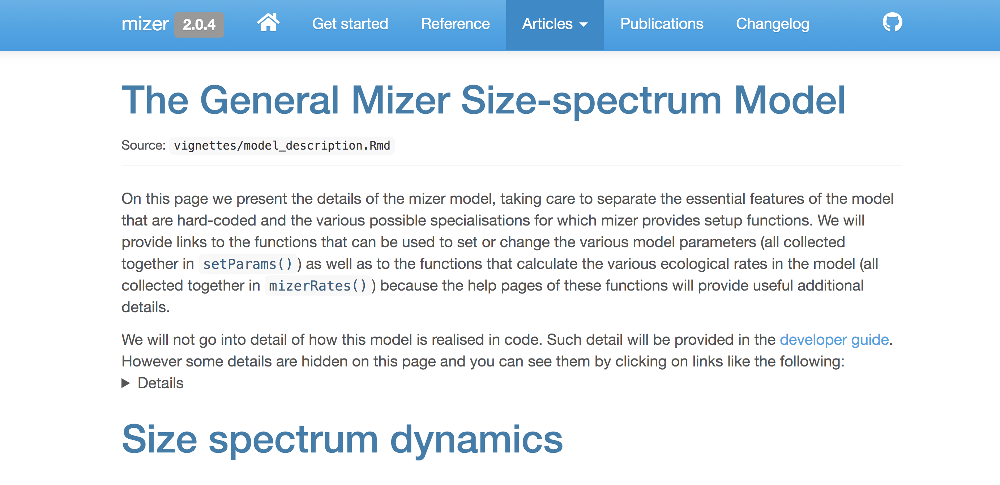 mizer 2.0.4 Get started Reference Articles Publications Changelog
The General Mizer Size-spectrum Model
Source: vignettes/model_description.Rmd
On this page we present the details of the mizer model, taking care to separate the essential features of the model
that are hard-coded and the various possible specialisations for which mizer provides setup functions. We will
provide links to the functions that can be used to set or change the various model parameters (all collected
together in setParams()) as well as to the functions that calculate the various ecological rates in the model (all
collected together in mizerRates()) because the help pages of these functions will provide useful additional
details.
We will not go into detail of how this model is realised in code. Such detail will be provided in the developer guide.
However some details are hidden on this page and you can see them by clicking on links like the following:
Details
Size spectrum dynamics